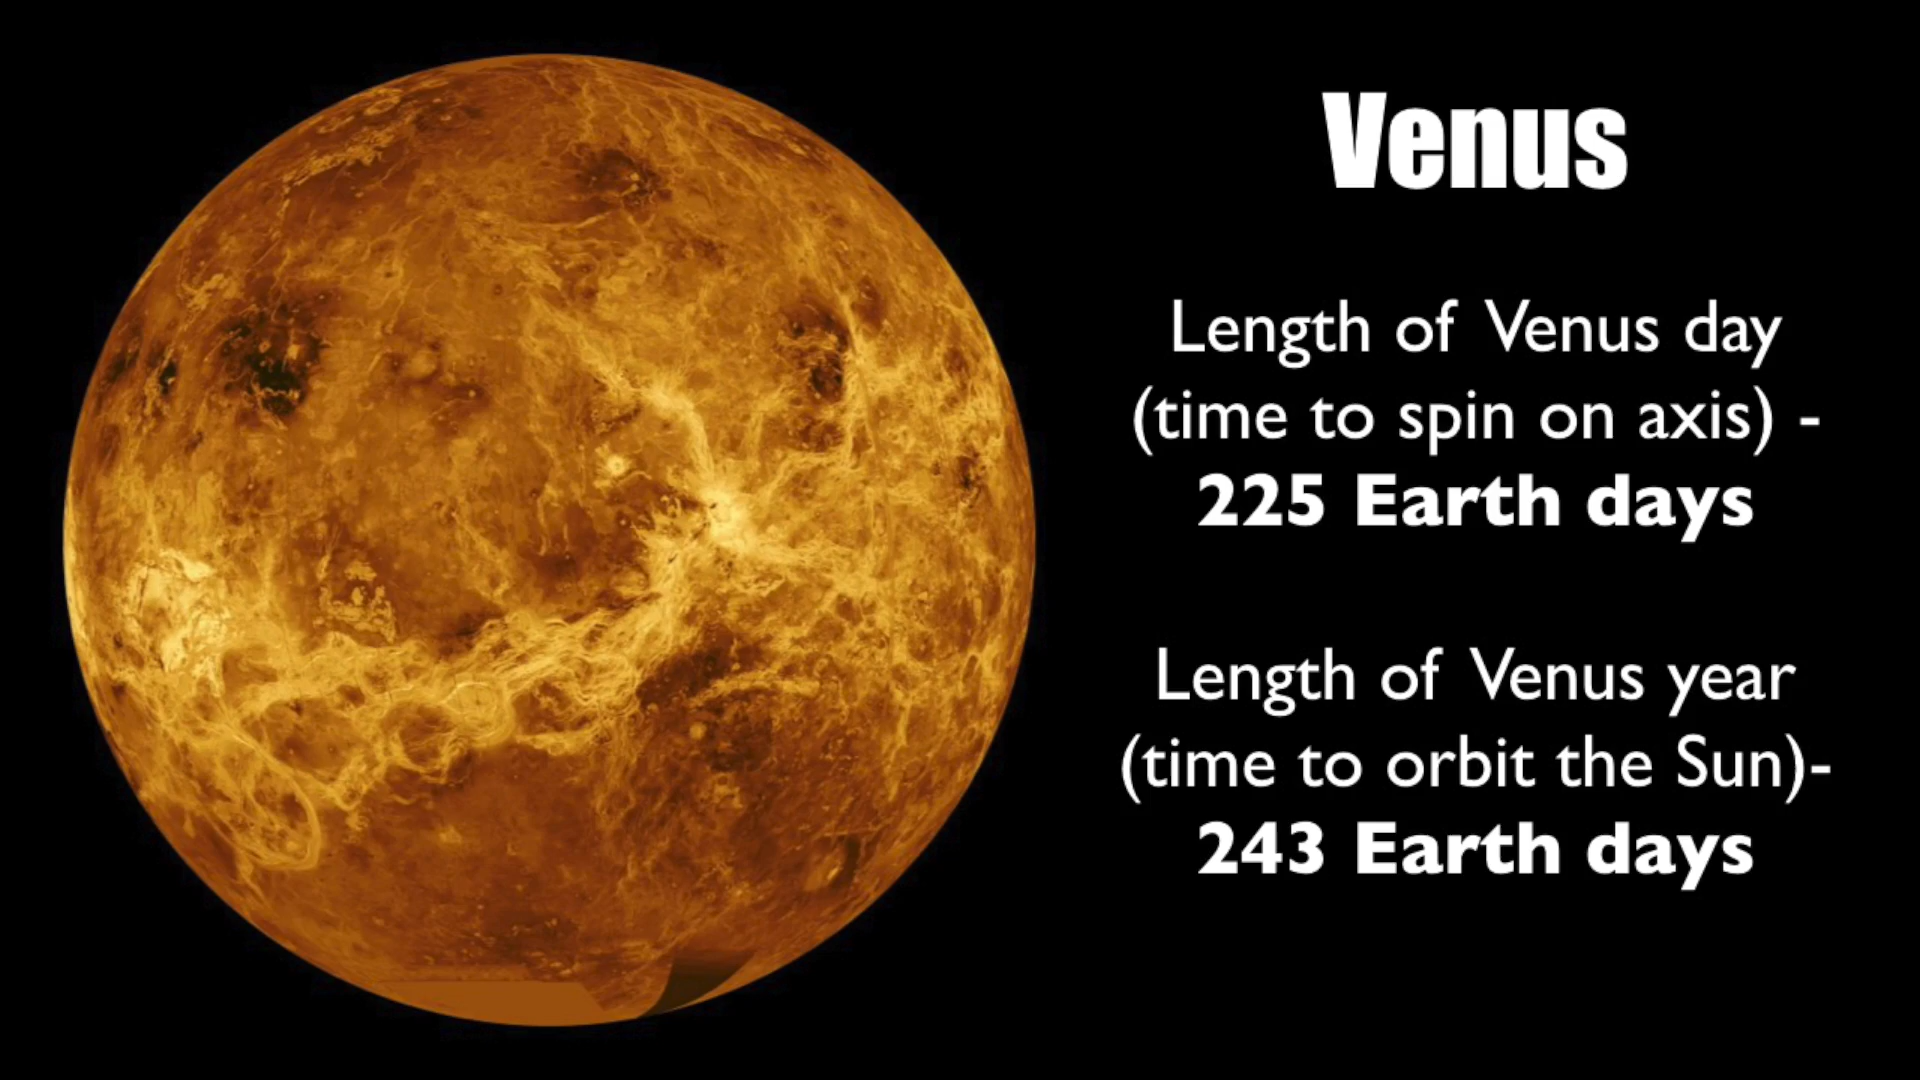 Venus
Length of Venus day
(time to spin on axis) -
225 Earth days
Length of Venus year
(time to orbit the Sun)-
243 Earth days